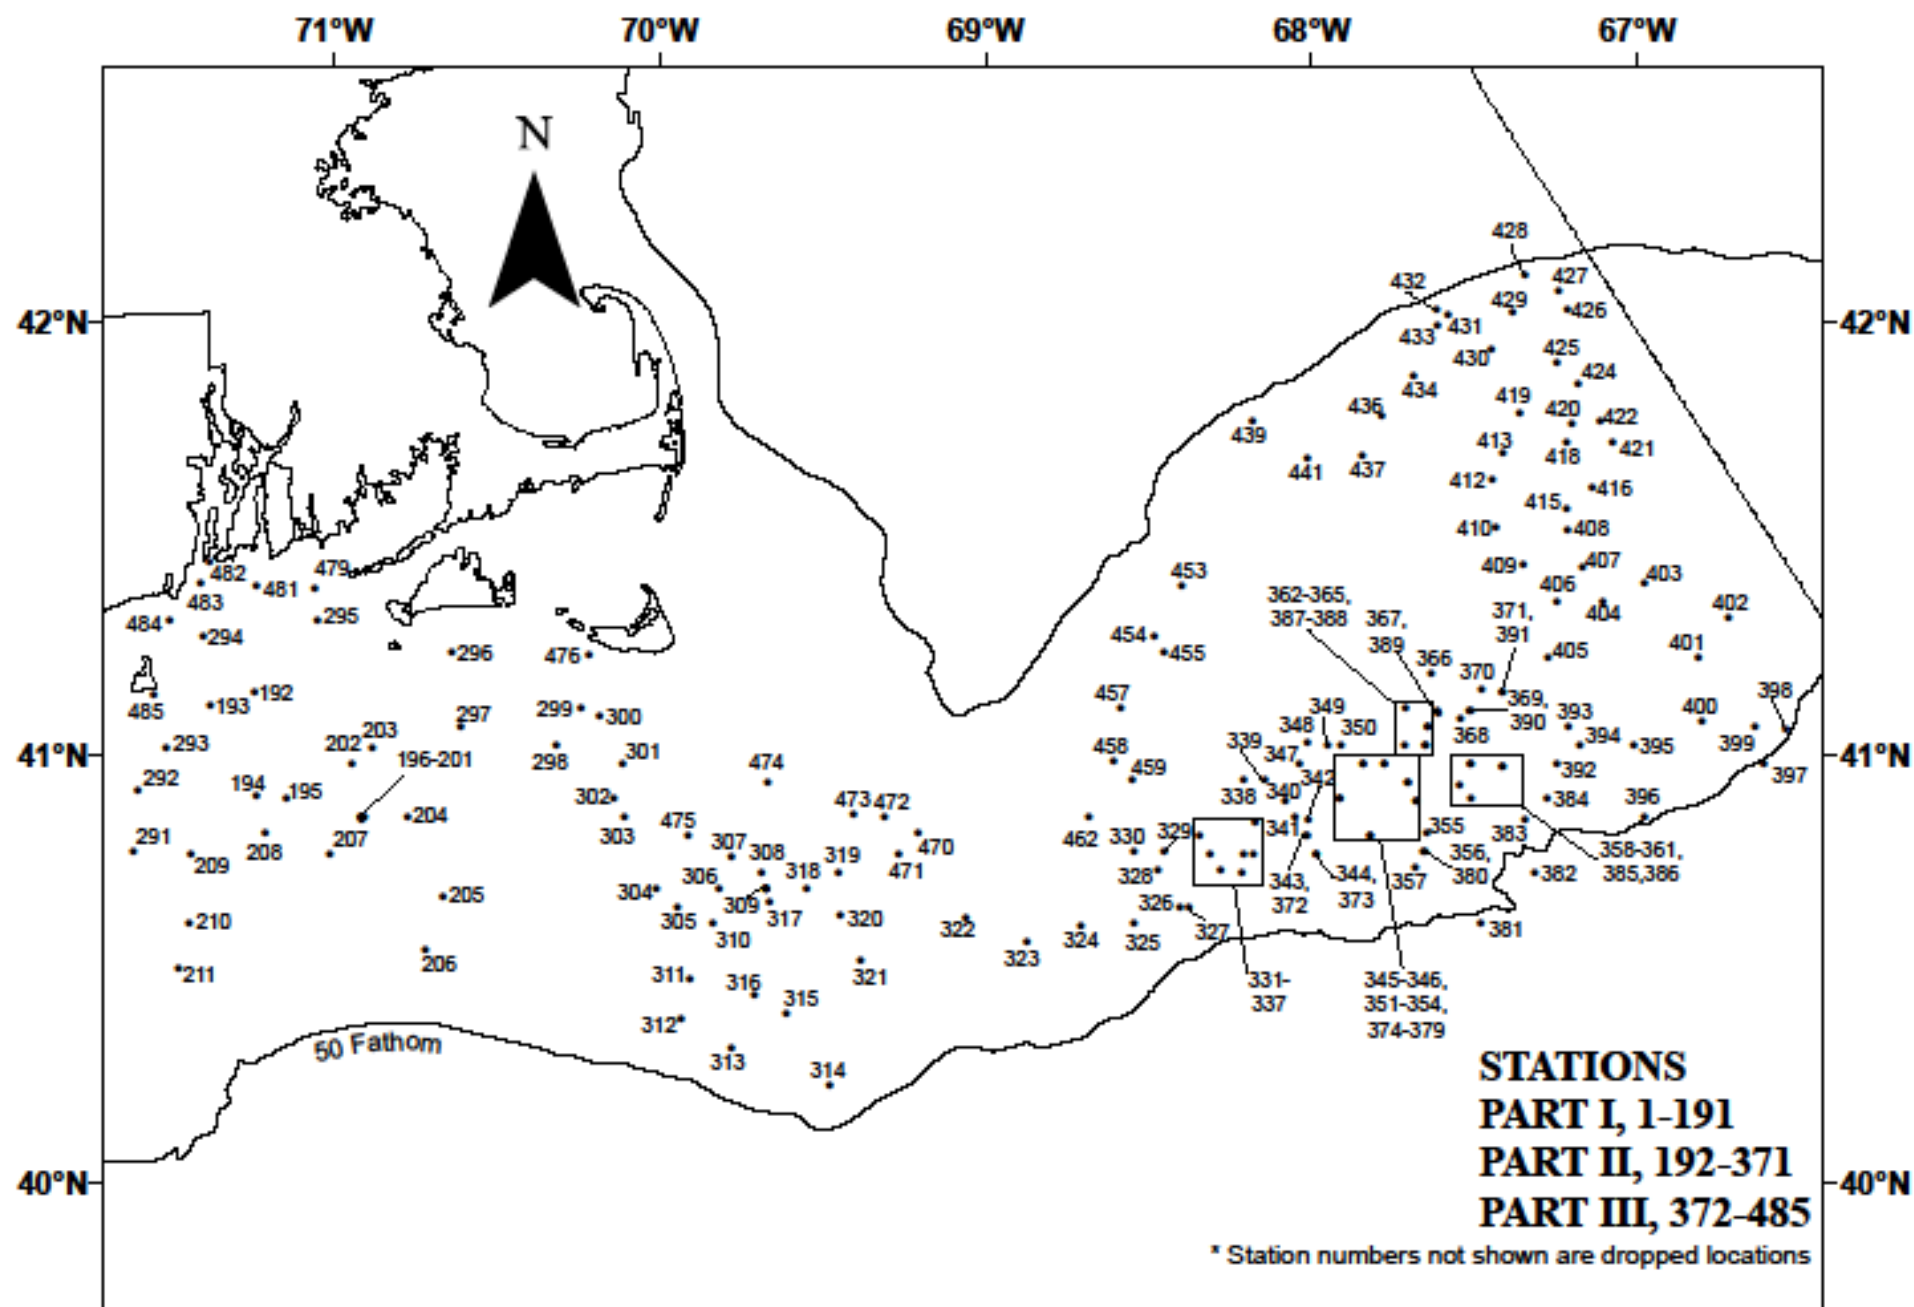 71°W 70°W 69°W 68°W 67°W
N
428
432 427
429 426
42°N 42°N
433 431
430 425
434 424
436 419 420 422
439 413 418 421
441 437 412 416
415
410 408
482 481 479 453 409 407 403
483 362-365, 406 402
387-388 367, 371, 404
389 391
484 294 295 454
296 476 455 366 405 401
192 370
485 193 297 299 300 457 349 369, 393 400 398
390
293 202 203 298 301 458 339 348 350 368 394 395 399
41°N 41°N
196-201 474 347
292 194 195 459 342 392 397
302 338 340 384 396
204 303 475 473 472 462 330 329 341 355 383
291 209 208 207 307 308 318 319 470 471 358-361,
385,386
328 343,
372
344,
373
357 356,
380
382
205 304 306 309 317 320 326
210 305 310 322 324 325 327 381
206 323
211 311 316 321 331-
337
345-346,
351-354,
374-379
315
312
50 Fathom 313
314
STATIONS
PART I, 1-191
PART II, 192-371
40°N 40°N
PART III, 372-485
* Station numbers not shown are dropped locations